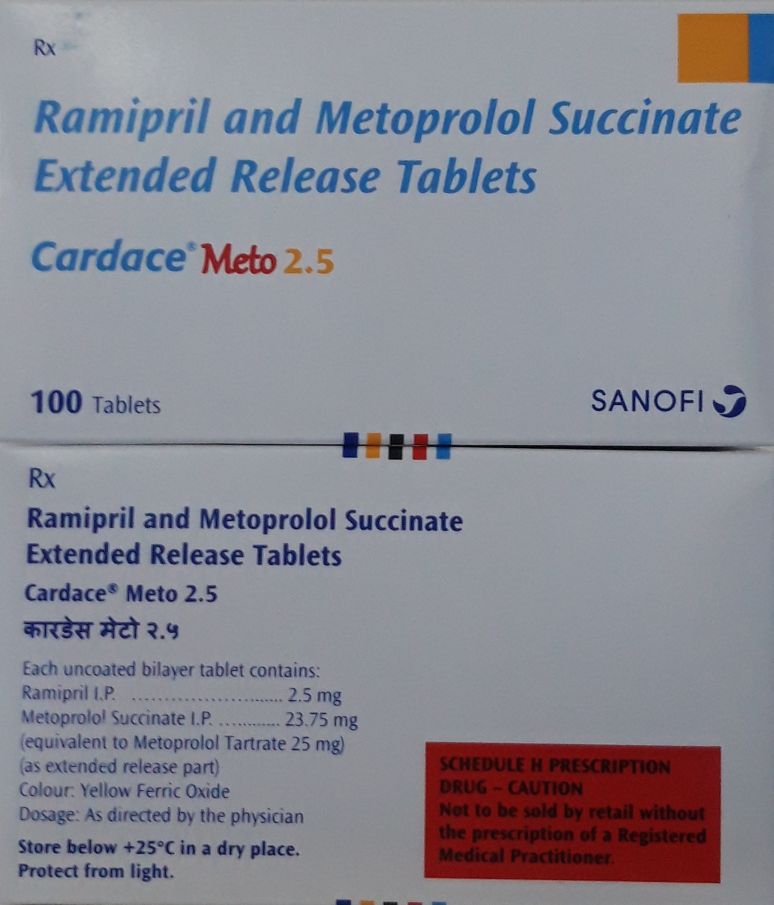 Rx
Ramipril and Metoprolol Succinate
Extended Release Tablets
Cardace® Meto 2.5
100 Tablets
SANOFI
Rx
Ramipril and Metoprolol Succinate
Extended Release Tablets
Cardace® Meto 2.5
कारडेस मेटो २.५
Each uncoated bilayer tablet contains:
Ramipril I.P. ........................... 2.5 mg
Metoprolol Succinate I.P. ............ 23.75 mg
(equivalent to Metoprolol Tartrate 25 mg)
(as extended release part)
Colour: Yellow Ferric Oxide
Dosage: As directed by the physician
Store below +25°C in a dry place.
Protect from light.
SCHEDULE H PRESCRIPTION
DRUG – CAUTION
Not to be sold by retail without
the prescription of a Registered
Medical Practitioner.